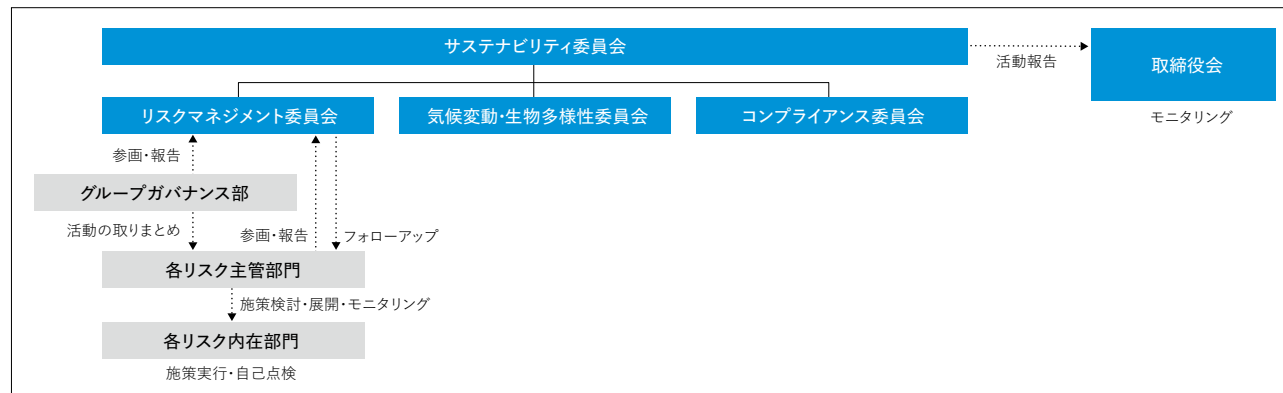 サステナビリティ委員会
活動報告
取締役会
モニタリング
リスクマネジメント委員会
気候変動・生物多様性委員会
コンプライアンス委員会
参画・報告
グループガバナンス部
活動の取りまとめ
参画・報告
フォローアップ
各リスク主管部門
施策検討・展開・モニタリング
各リスク内在部門
施策実行・自己点検